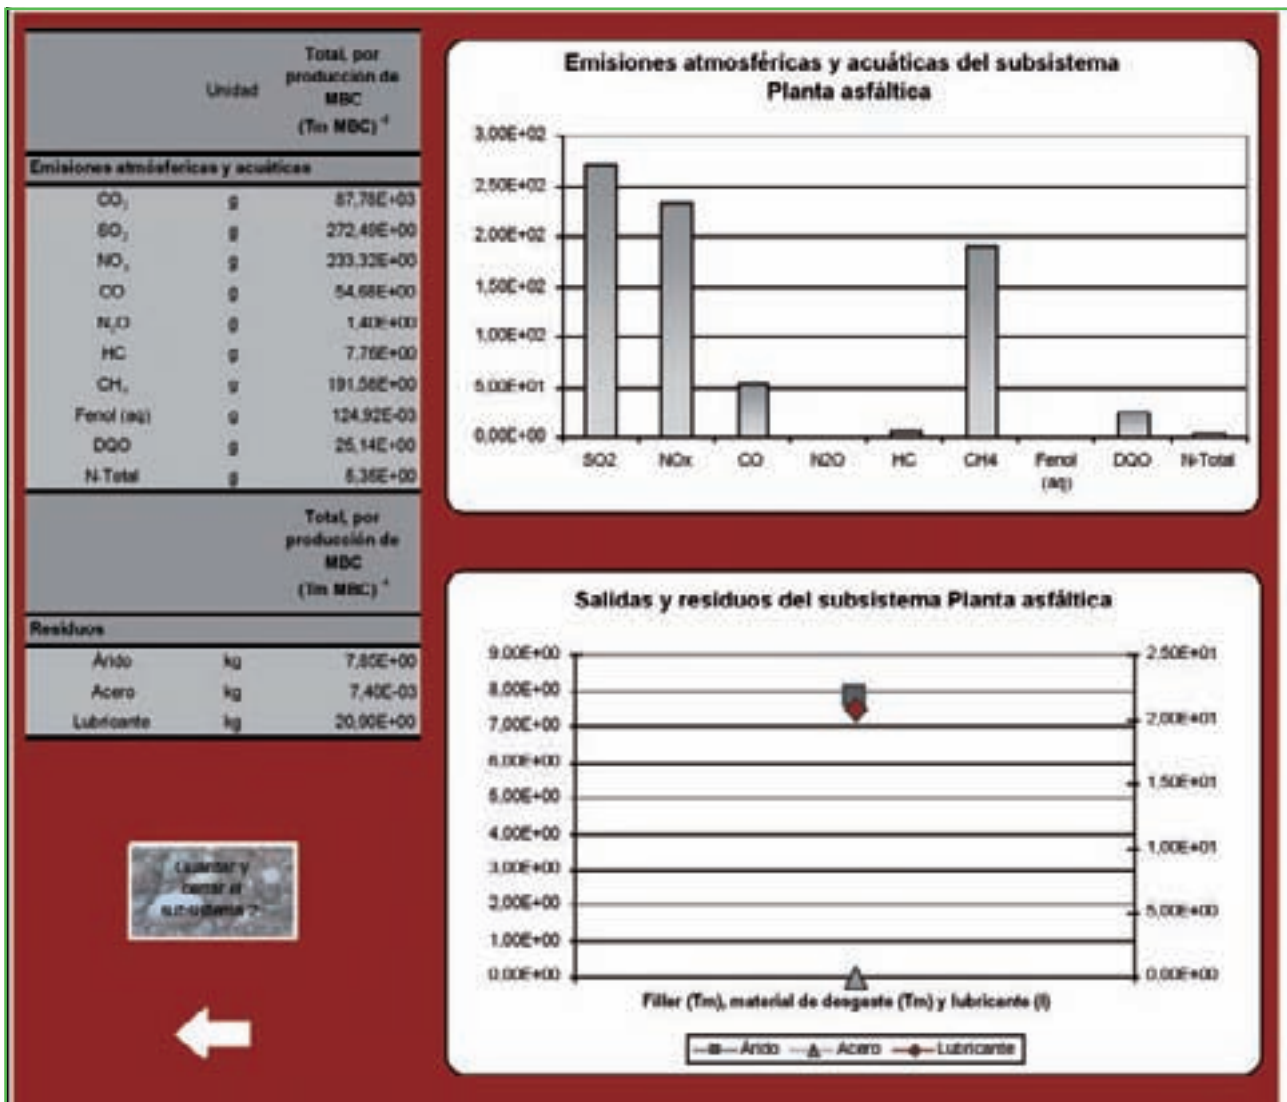 Unidad
Total, por
producción de
MBC
(Tm MBC)⁻¹
Emisiones atmósfericas y acuáticas
CO₂ g 87,78E+03
SO₂ g 272,49E+00
NOₓ g 233,32E+00
CO g 54,68E+00
N₂O g 1,40E+00
HC g 7,76E+00
CH₄ g 191,58E+00
Fenol (aq) g 124,92E-03
DQO g 25,14E+00
N-Total g 5,35E+00
Total, por
producción de
MBC
(Tm MBC)⁻¹
Residuos
Árido kg 7,85E+00
Acero kg 7,40E-03
Lubricante kg 20,90E+00
Guardar y
cerrar el
subsistema 2
Emisiones atmosféricas y acuáticas del subsistema
Planta asfáltica
3,00E+02
2,50E+02
2,00E+02
1,50E+02
1,00E+02
5,00E+01
0,00E+00
SO2 NOx CO N2O HC CH4 Fenol (aq) DQO N-Total
Salidas y residuos del subsistema Planta asfáltica
9,00E+00
8,00E+00
7,00E+00
6,00E+00
5,00E+00
4,00E+00
3,00E+00
2,00E+00
1,00E+00
0,00E+00
2,50E+01
2,00E+01
1,50E+01
1,00E+01
5,00E+00
0,00E+00
Filler (Tm), material de desgaste (Tm) y lubricante (l)
Árido Acero Lubricante